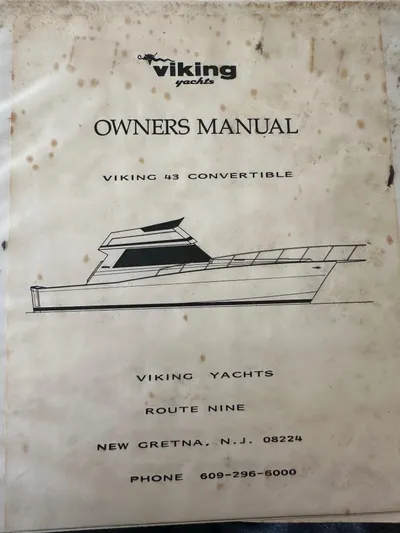 viking
yachts
OWNERS MANUAL
VIKING 43 CONVERTIBLE
VIKING YACHTS
ROUTE NINE
NEW GRETNA, N.J. 08224
PHONE 609-296-6000